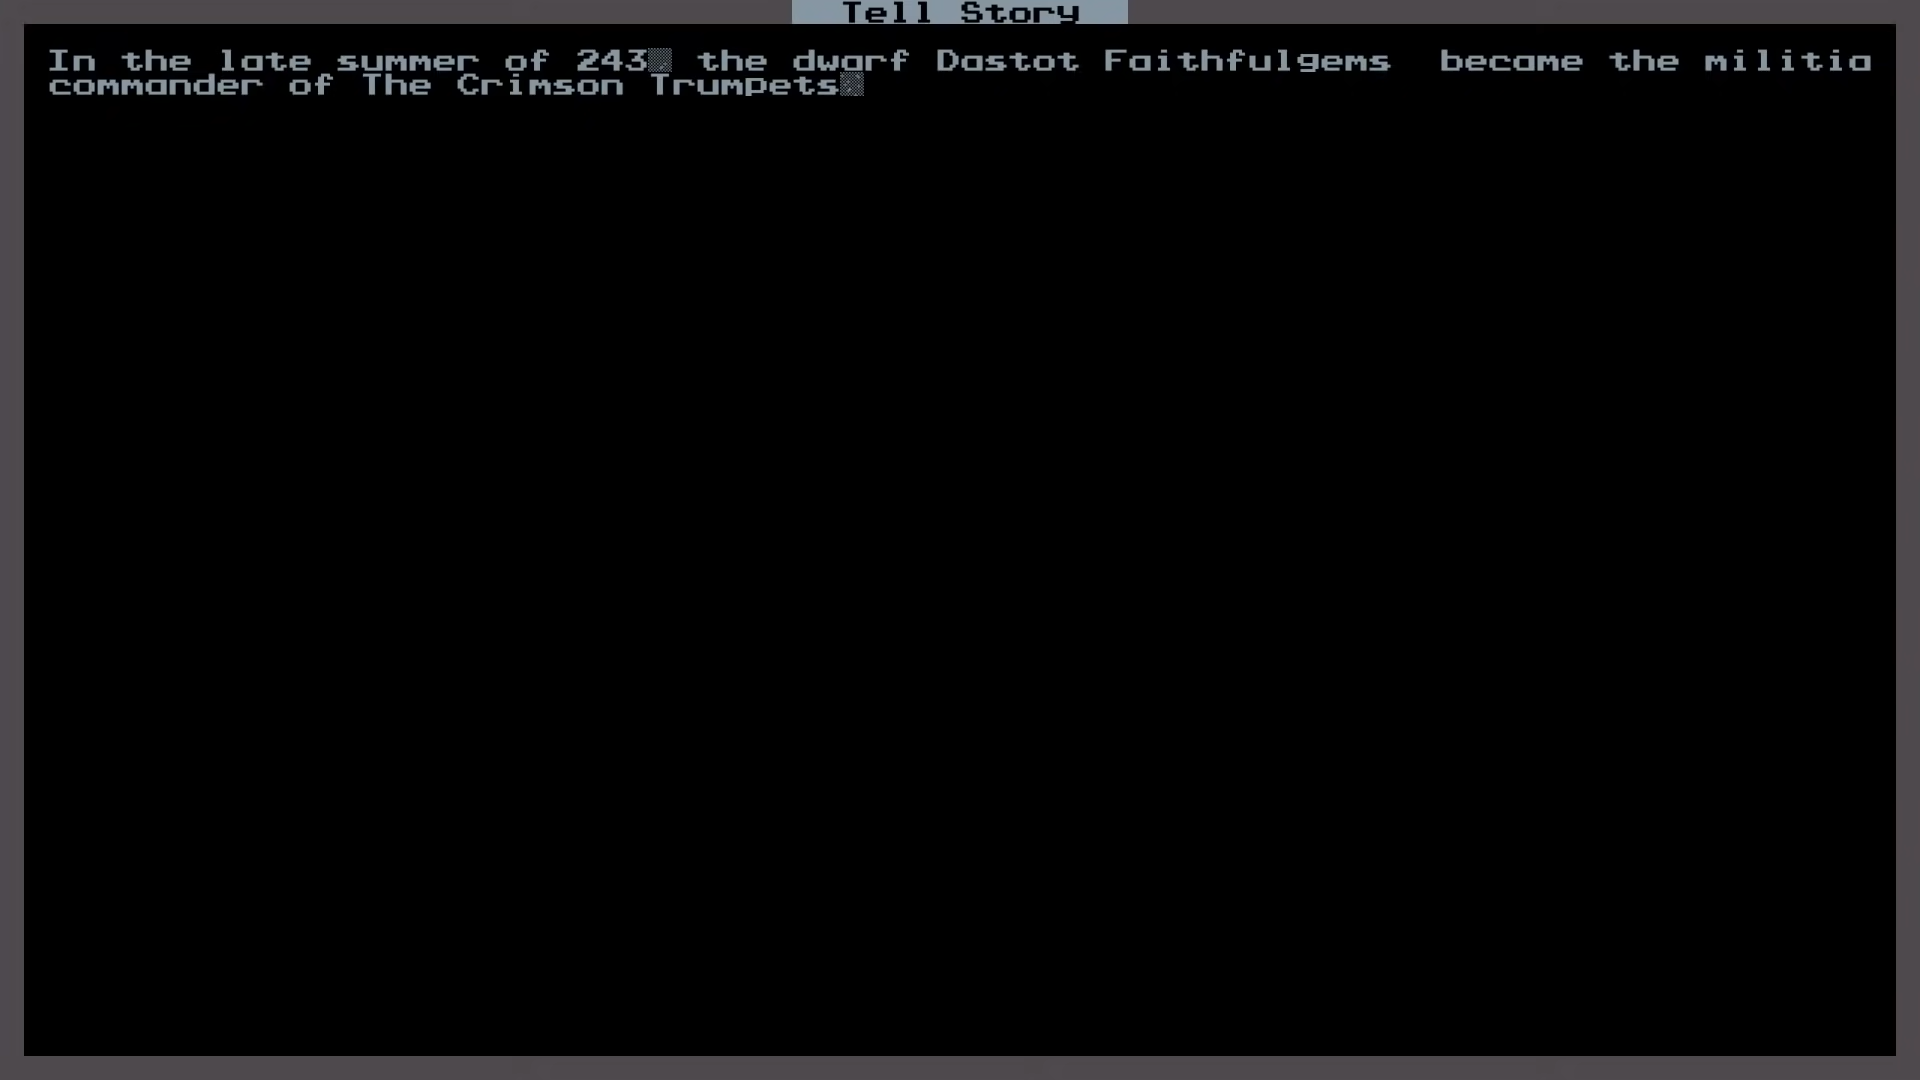 Tell Story
In the late summer of 243, the dwarf Dastot Faithfulgems became the militia
commander of The Crimson Trumpets.